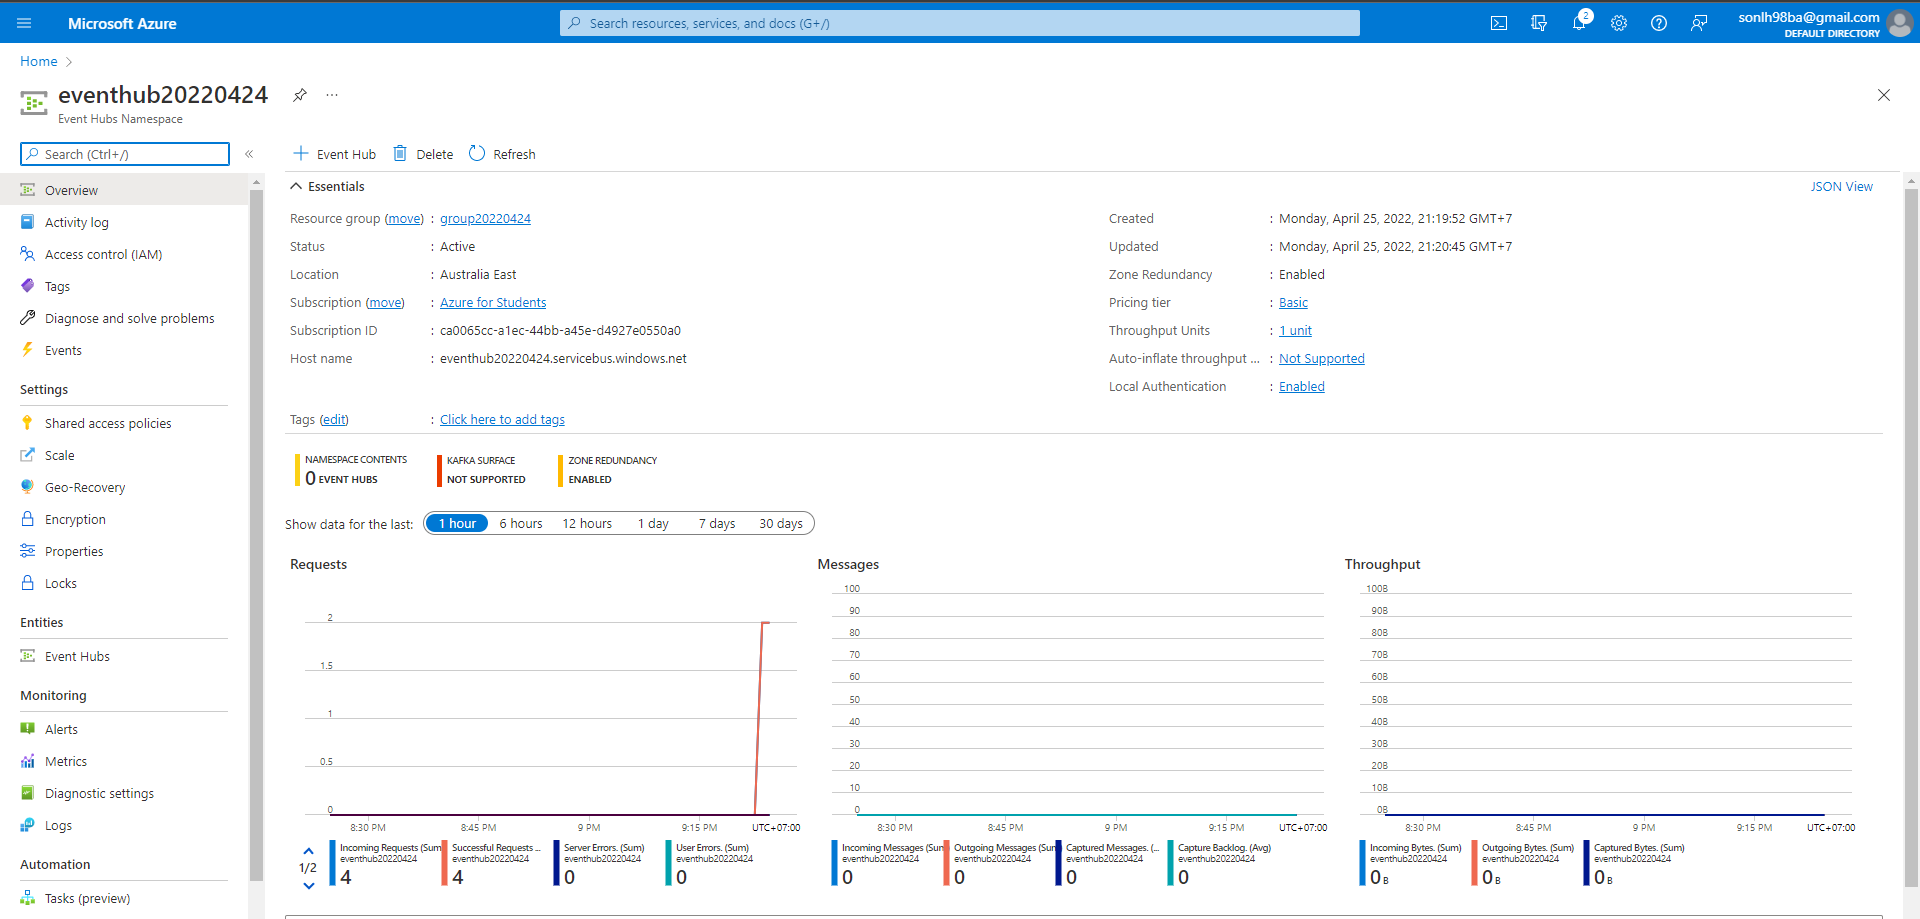 Microsoft Azure
Search resources, services, and docs (G+/)
2
sonlh98ba@gmail.com
DEFAULT DIRECTORY
Home
eventhub20220424
Event Hubs Namespace
Search (Ctrl+/)
Overview
Activity log
Access control (IAM)
Tags
Diagnose and solve problems
Events
Settings
Shared access policies
Scale
Geo-Recovery
Encryption
Properties
Locks
Entities
Event Hubs
Monitoring
Alerts
Metrics
Diagnostic settings
Logs
Automation
Tasks (preview)
Event Hub Delete Refresh
Essentials
JSON View
Resource group (move) : group20220424
Status : Active
Location : Australia East
Subscription (move) : Azure for Students
Subscription ID : ca0065cc-a1ec-44bb-a45e-d4927e0550a0
Host name : eventhub20220424.servicebus.windows.net
Created : Monday, April 25, 2022, 21:19:52 GMT+7
Updated : Monday, April 25, 2022, 21:20:45 GMT+7
Zone Redundancy : Enabled
Pricing tier : Basic
Throughput Units : 1 unit
Auto-inflate throughput ... : Not Supported
Local Authentication : Enabled
Tags (edit) : Click here to add tags
NAMESPACE CONTENTS
0 EVENT HUBS
KAFKA SURFACE
NOT SUPPORTED
ZONE REDUNDANCY
ENABLED
Show data for the last: 1 hour 6 hours 12 hours 1 day 7 days 30 days
Requests
2
1.5
1
0.5
0
8:30 PM 8:45 PM 9 PM 9:15 PM UTC+07:00
1/2
Incoming Requests (Sum
eventhub20220424
4
Successful Requests ...
eventhub20220424
4
Server Errors. (Sum)
eventhub20220424
0
User Errors. (Sum)
eventhub20220424
0
Messages
100
90
80
70
60
50
40
30
20
10
0
8:30 PM 8:45 PM 9 PM 9:15 PM UTC+07:00
Incoming Messages (Sum
eventhub20220424
0
Outgoing Messages (Sum
eventhub20220424
0
Captured Messages. (...
eventhub20220424
0
Capture Backlog. (Avg)
eventhub20220424
0
Throughput
100B
90B
80B
70B
60B
50B
40B
30B
20B
10B
0B
8:30 PM 8:45 PM 9 PM 9:15 PM UTC+07:00
Incoming Bytes. (Sum)
eventhub20220424
0 B
Outgoing Bytes. (Sum)
eventhub20220424
0 B
Captured Bytes. (Sum)
eventhub20220424
0 B